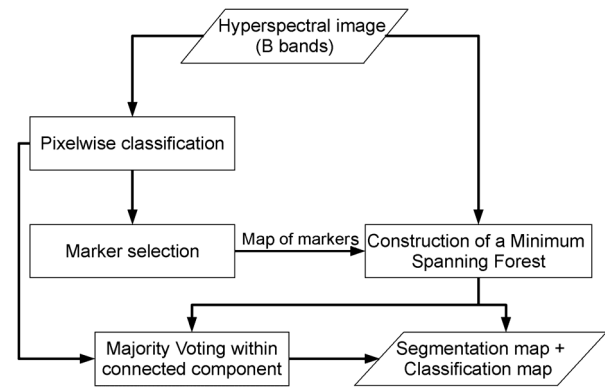 Hyperspectral image
(B bands)
Pixelwise classification
Marker selection
Map of markers
Construction of a Minimum
Spanning Forest
Majority Voting within
connected component
Segmentation map +
Classification map